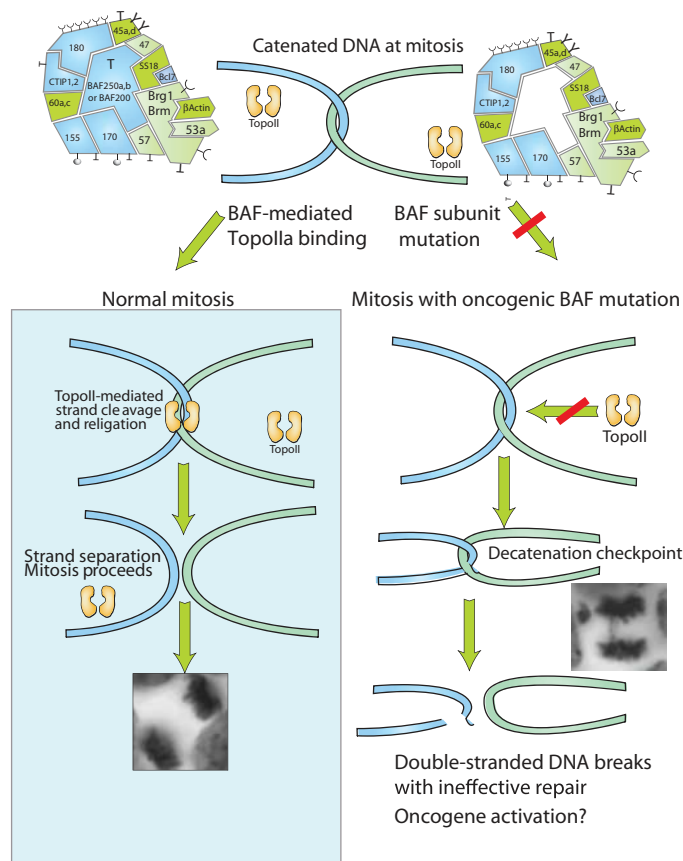 T
45a,d
180
47
T
SS18
CTIP1,2
BAF250a,b
or BAF200
Bcl7
60a,c
Brg1
Brm
βActin
53a
155
170
57
Catenated DNA at mitosis
TopoII
TopoII
T
45a,d
180
47
SS18
CTIP1,2
Bcl7
60a,c
Brg1
Brm
βActin
53a
155
170
57
T
BAF-mediated
TopoIIa binding
BAF subunit
mutation
Normal mitosis
Mitosis with oncogenic BAF mutation
TopoII-mediated
strand cle avage
and religation
TopoII
TopoII
Strand separation
Mitosis proceeds
Decatenation checkpoint
Double-stranded DNA breaks
with ineffective repair
Oncogene activation?